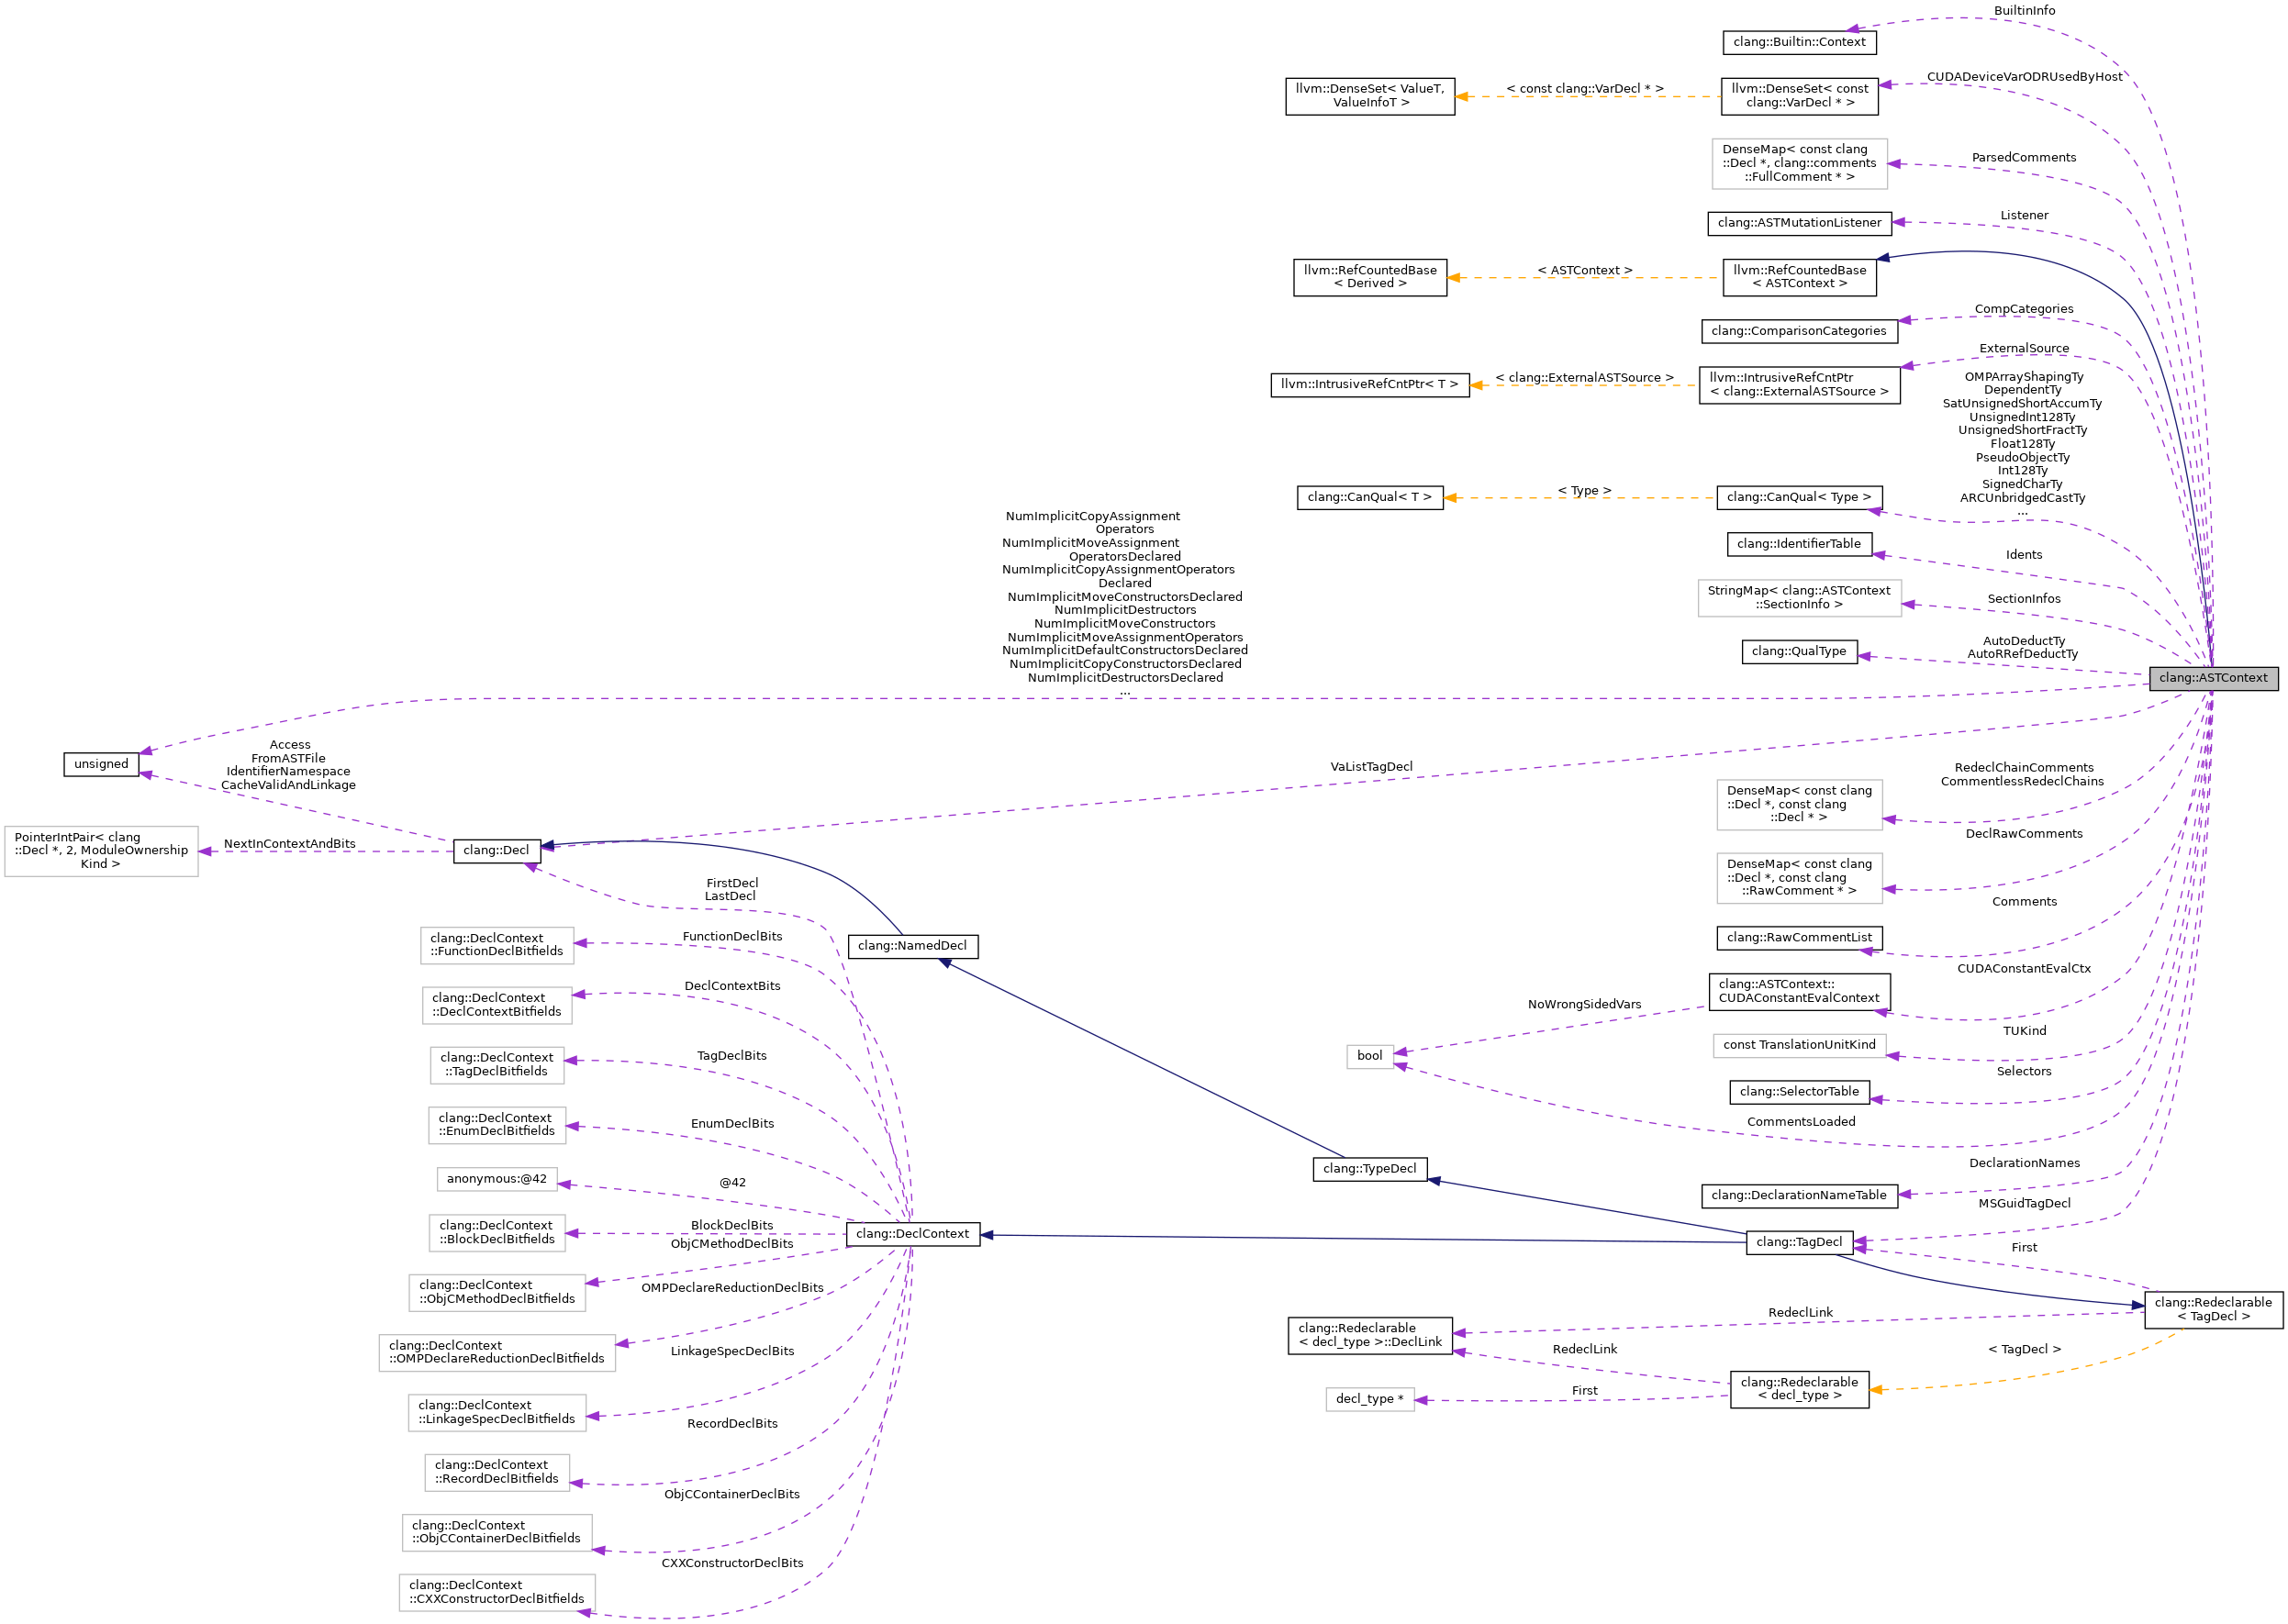 BuiltinInfo
clang::Builtin::Context
CUDADeviceVarODRUsedByHost
llvm::DenseSet< ValueT,
ValueInfoT >
< const clang::VarDecl * >
llvm::DenseSet< const
clang::VarDecl * >
DenseMap< const clang
::Decl *, clang::comments
::FullComment * >
ParsedComments
clang::ASTMutationListener
Listener
llvm::RefCountedBase
< Derived >
< ASTContext >
llvm::RefCountedBase
< ASTContext >
CompCategories
clang::ComparisonCategories
ExternalSource
llvm::IntrusiveRefCntPtr< T >
< clang::ExternalASTSource >
llvm::IntrusiveRefCntPtr
< clang::ExternalASTSource >
OMPArrayShapingTy
DependentTy
SatUnsignedShortAccumTy
UnsignedInt128Ty
UnsignedShortFractTy
Float128Ty
PseudoObjectTy
Int128Ty
SignedCharTy
ARCUnbridgedCastTy
...
clang::CanQual< T >
< Type >
clang::CanQual< Type >
clang::IdentifierTable
Idents
StringMap< clang::ASTContext
::SectionInfo >
SectionInfos
clang::QualType
AutoDeductTy
AutoRRefDeductTy
clang::ASTContext
NumImplicitCopyAssignment
Operators
NumImplicitMoveAssignment
OperatorsDeclared
NumImplicitCopyAssignmentOperators
Declared
NumImplicitMoveConstructorsDeclared
NumImplicitDestructors
NumImplicitMoveConstructors
NumImplicitMoveAssignmentOperators
NumImplicitDefaultConstructorsDeclared
NumImplicitCopyConstructorsDeclared
NumImplicitDestructorsDeclared
...
unsigned
Access
FromASTFile
IdentifierNamespace
CacheValidAndLinkage
VaListTagDecl
PointerIntPair< clang
::Decl *, 2, ModuleOwnership
Kind >
NextInContextAndBits
clang::Decl
RedeclChainComments
CommentlessRedeclChains
DenseMap< const clang
::Decl *, const clang
::Decl * >
DeclRawComments
DenseMap< const clang
::Decl *, const clang
::RawComment * >
FirstDecl
LastDecl
Comments
clang::RawCommentList
clang::DeclContext
::FunctionDeclBitfields
FunctionDeclBits
clang::NamedDecl
CUDAConstantEvalCtx
clang::ASTContext::
CUDAConstantEvalContext
clang::DeclContext
::DeclContextBitfields
DeclContextBits
NoWrongSidedVars
bool
TUKind
const TranslationUnitKind
clang::DeclContext
::TagDeclBitfields
TagDeclBits
Selectors
clang::SelectorTable
clang::DeclContext
::EnumDeclBitfields
EnumDeclBits
CommentsLoaded
anonymous:@42
@42
clang::TypeDecl
DeclarationNames
clang::DeclarationNameTable
MSGuidTagDecl
clang::DeclContext
::BlockDeclBitfields
BlockDeclBits
clang::DeclContext
clang::TagDecl
First
ObjCMethodDeclBits
clang::DeclContext
::ObjCMethodDeclBitfields
OMPDeclareReductionDeclBits
clang::Redeclarable
< TagDecl >
RedeclLink
clang::Redeclarable
< decl_type >::DeclLink
clang::DeclContext
::OMPDeclareReductionDeclBitfields
LinkageSpecDeclBits
RedeclLink
< TagDecl >
clang::Redeclarable
< decl_type >
decl_type *
First
clang::DeclContext
::LinkageSpecDeclBitfields
RecordDeclBits
clang::DeclContext
::RecordDeclBitfields
ObjCContainerDeclBits
clang::DeclContext
::ObjCContainerDeclBitfields
CXXConstructorDeclBits
clang::DeclContext
::CXXConstructorDeclBitfields